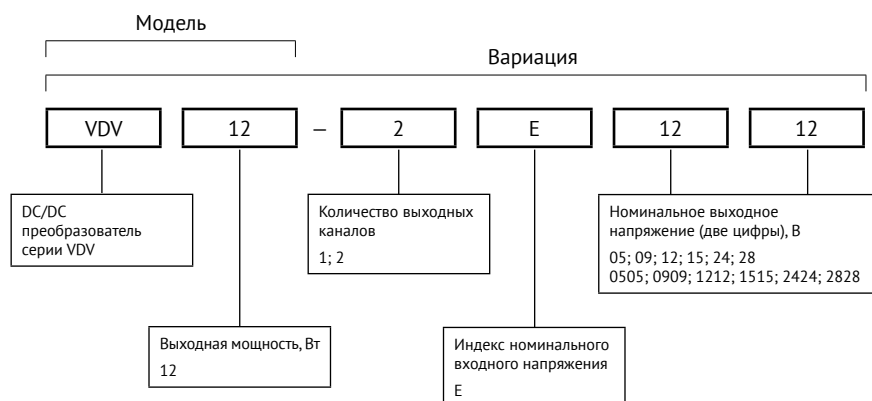 Модель
Вариация
VDV 12 – 2 E 12 12
DC/DC
преобразователь
серии VDV
Количество выходных
каналов
1; 2
Номинальное выходное
напряжение (две цифры), В
05; 09; 12; 15; 24; 28
0505; 0909; 1212; 1515; 2424; 2828
Выходная мощность, Вт
12
Индекс номинального
входного напряжения
E